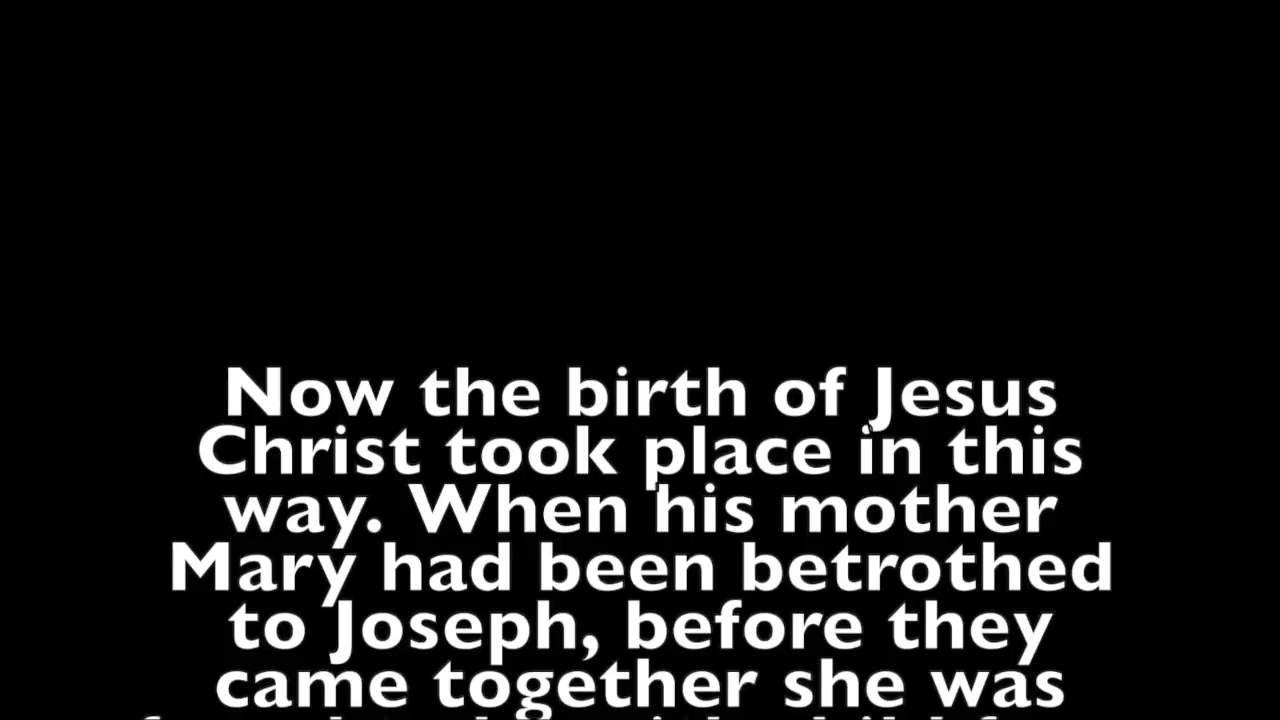 Now the birth of Jesus
Christ took place in this
way. When his mother
Mary had been betrothed
to Joseph, before they
came together she was